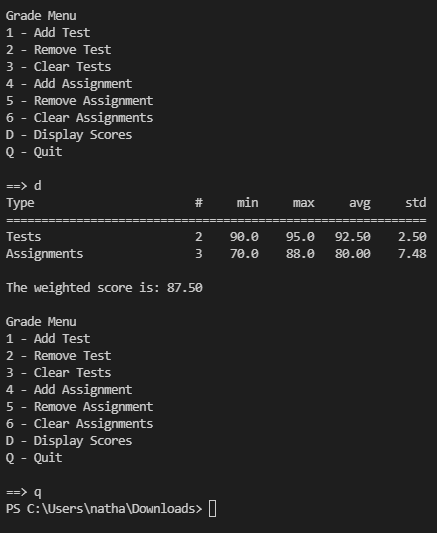 Grade Menu
1 - Add Test
2 - Remove Test
3 - Clear Tests
4 - Add Assignment
5 - Remove Assignment
6 - Clear Assignments
D - Display Scores
Q - Quit
==> d
Type # min max avg std
============================================================
Tests 2 90.0 95.0 92.50 2.50
Assignments 3 70.0 88.0 80.00 7.48
The weighted score is: 87.50
Grade Menu
1 - Add Test
2 - Remove Test
3 - Clear Tests
4 - Add Assignment
5 - Remove Assignment
6 - Clear Assignments
D - Display Scores
Q - Quit
==> q
PS C:\Users\natha\Downloads>